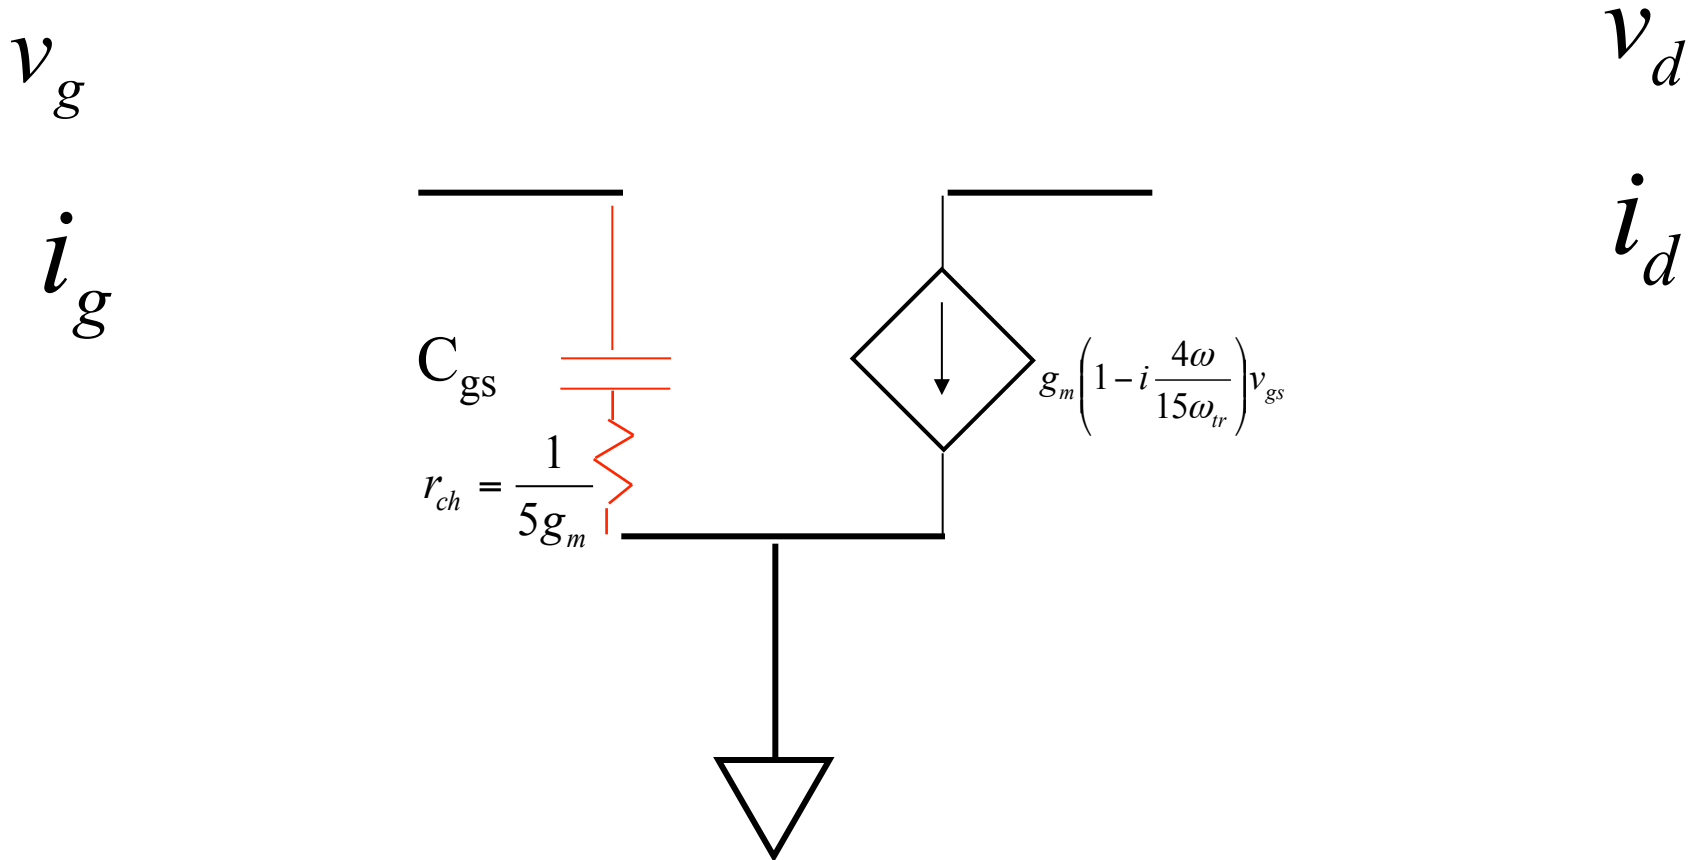 v_g
v_d
i_g
i_d
C_gs
g_m(1 − i 4ω/15ω_tr)v_gs
r_ch = 1/5g_m